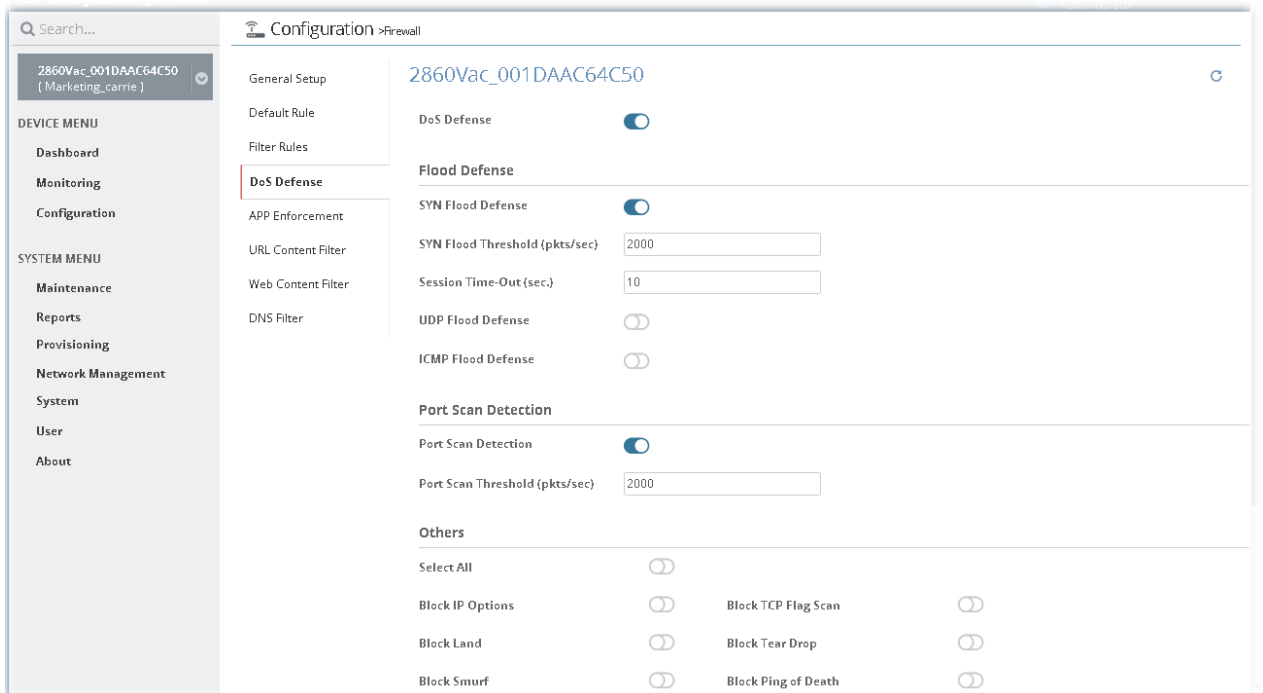 Administrator
Search...
Configuration >Firewall
2860Vac_001DAAC64C50
( Marketing_carrie )
DEVICE MENU
Dashboard
Monitoring
Configuration
SYSTEM MENU
Maintenance
Reports
Provisioning
Network Management
System
User
About
General Setup
Default Rule
Filter Rules
DoS Defense
APP Enforcement
URL Content Filter
Web Content Filter
DNS Filter
2860Vac_001DAAC64C50
DoS Defense
Flood Defense
SYN Flood Defense
SYN Flood Threshold (pkts/sec) 2000
Session Time-Out (sec.) 10
UDP Flood Defense
ICMP Flood Defense
Port Scan Detection
Port Scan Detection
Port Scan Threshold (pkts/sec) 2000
Others
Select All
Block IP Options Block TCP Flag Scan
Block Land Block Tear Drop
Block Smurf Block Ping of Death